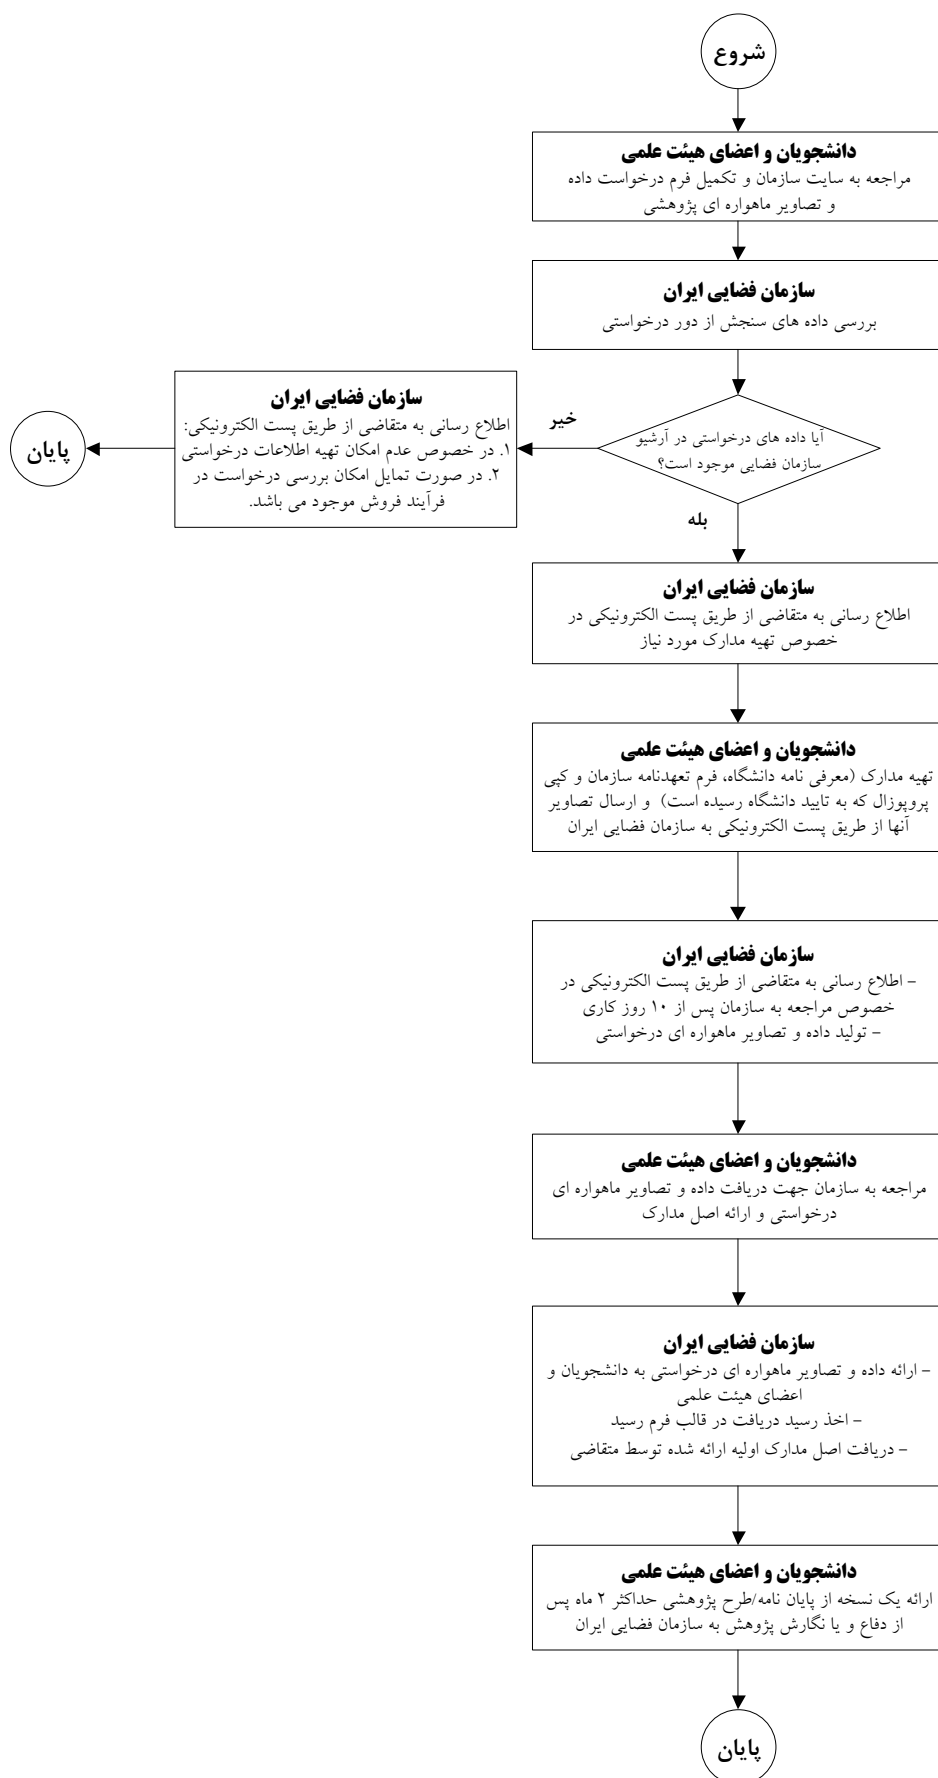 شروع
دانشجویان و اعضای هیئت علمی
مراجعه به سایت سازمان و تکمیل فرم درخواست داده
و تصاویر ماهواره ای پژوهشی
سازمان فضایی ایران
بررسی داده های سنجش از دور درخواستی
آیا داده های درخواستی در آرشیو
سازمان فضایی موجود است؟
خیر
سازمان فضایی ایران
اطلاع رسانی به متقاضی از طریق پست الکترونیکی:
۱. در خصوص عدم امکان تهیه اطلاعات درخواستی
۲. در صورت تمایل امکان بررسی درخواست در
فرآیند فروش موجود می باشد.
پایان
بله
سازمان فضایی ایران
اطلاع رسانی به متقاضی از طریق پست الکترونیکی در
خصوص تهیه مدارک مورد نیاز
دانشجویان و اعضای هیئت علمی
تهیه مدارک (معرفی نامه دانشگاه، فرم تعهدنامه سازمان و کپی
پروپوزال که به تایید دانشگاه رسیده است) و ارسال تصاویر
آنها از طریق پست الکترونیکی به سازمان فضایی ایران
سازمان فضایی ایران
- اطلاع رسانی به متقاضی از طریق پست الکترونیکی در
خصوص مراجعه به سازمان پس از ۱۰ روز کاری
- تولید داده و تصاویر ماهواره ای درخواستی
دانشجویان و اعضای هیئت علمی
مراجعه به سازمان جهت دریافت داده و تصاویر ماهواره ای
درخواستی و ارائه اصل مدارک
سازمان فضایی ایران
- ارائه داده و تصاویر ماهواره ای درخواستی به دانشجویان و
اعضای هیئت علمی
- اخذ رسید دریافت در قالب فرم رسید
- دریافت اصل مدارک اولیه ارائه شده توسط متقاضی
دانشجویان و اعضای هیئت علمی
ارائه یک نسخه از پایان نامه/طرح پژوهشی حداکثر ۲ ماه پس
از دفاع و یا نگارش پژوهش به سازمان فضایی ایران
پایان